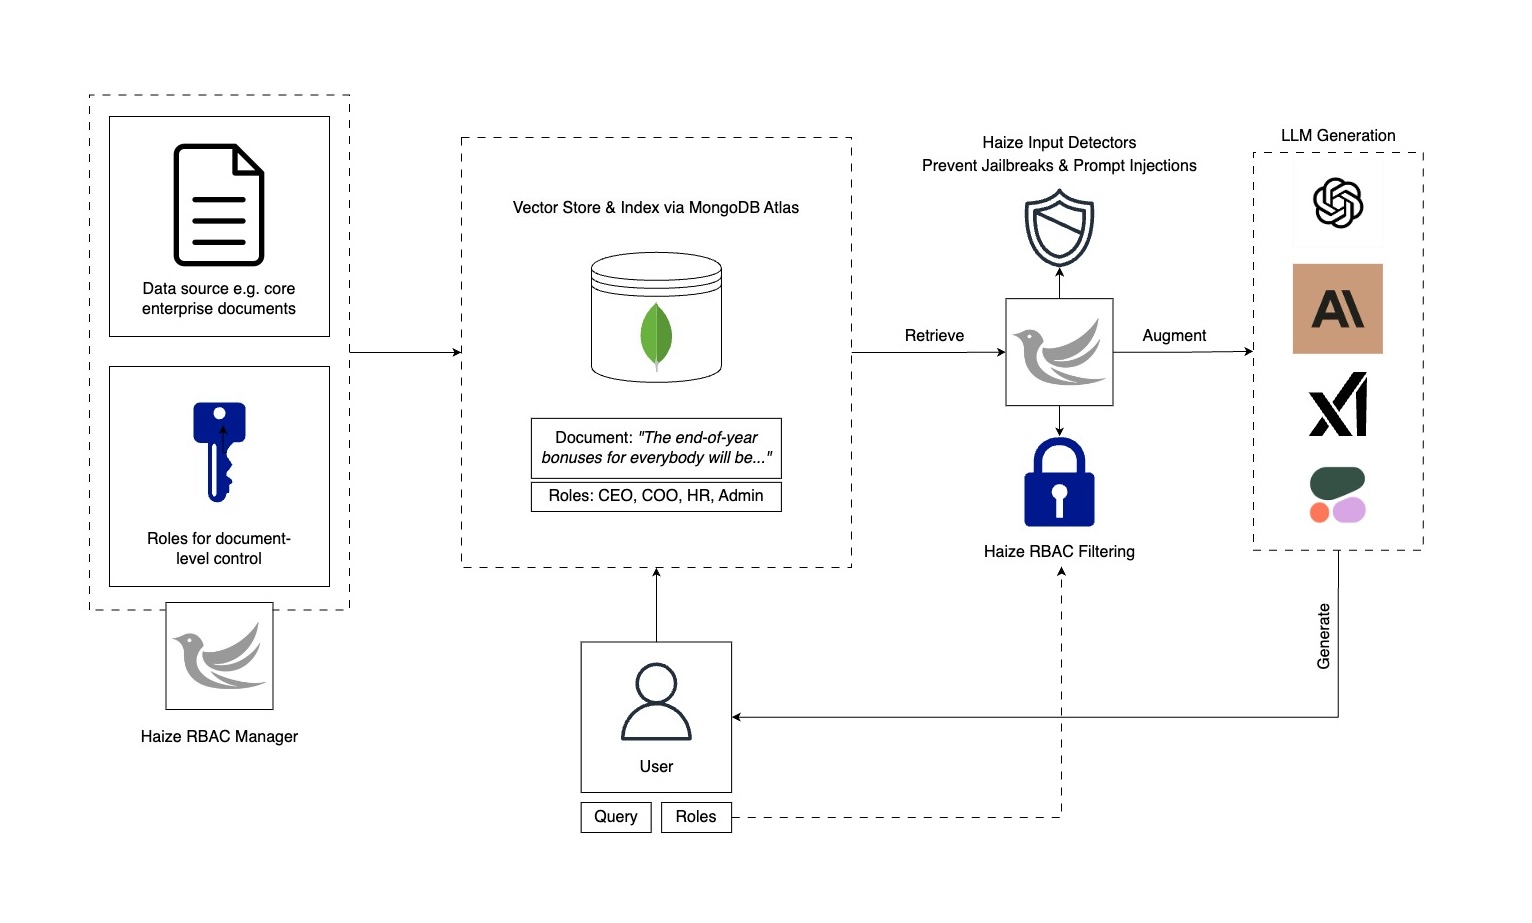 Data source e.g. core
enterprise documents
Roles for document-
level control
Haize RBAC Manager
Vector Store & Index via MongoDB Atlas
Document: "The end-of-year
bonuses for everybody will be..."
Roles: CEO, COO, HR, Admin
User
Query
Roles
Retrieve
Haize Input Detectors
Prevent Jailbreaks & Prompt Injections
Haize RBAC Filtering
Augment
LLM Generation
AI
Generate